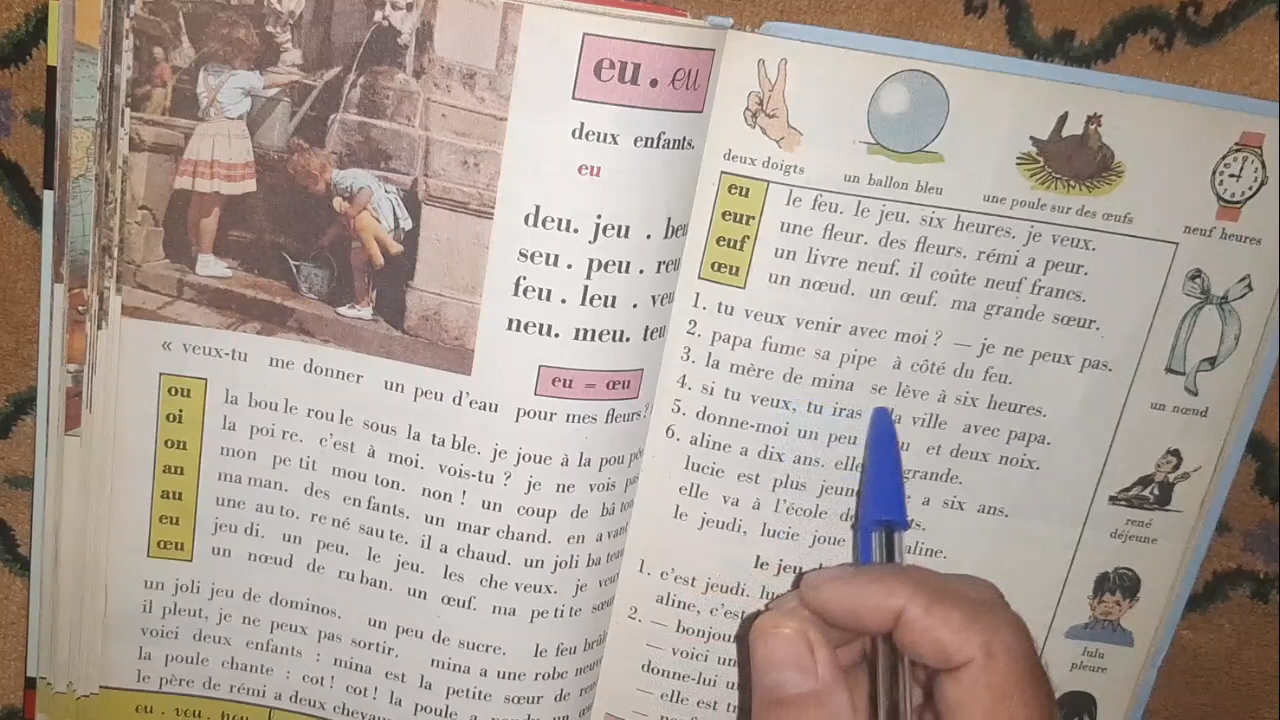 eu . eu
deux enfants.
eu
deu. jeu .
seu . peu .
feu . leu .
neu. meu.
« veux-tu me donner un peu d'eau pour mes fleurs ?
eu = œu
ou
oi
on
an
au
eu
œu
la bou le rou le sous la ta ble. je joue à la pou
la poi re. c'est à moi. vois-tu ? je ne vois pas
mon pe tit mou ton. non ! un coup de bâ
ma man. des en fants. un mar chand. en a
une au to. re né sau te. il a chaud. un joli ba
jeu di. un peu. le jeu. les che veux. je
un nœud de ru ban. un œuf. ma pe ti te
un joli jeu de dominos. un peu de sucre. le feu
il pleut, je ne peux pas sortir. mina a une robe
voici deux enfants : mina est la petite sœur de
la poule chante : cot ! cot ! la poule a un
le père de rémi a deux
eu . veu .
deux doigts
un ballon bleu
une poule sur des œufs
neuf heures
eu
eur
euf
œu
le feu. le jeu. six heures. je veux.
une fleur. des fleurs. rémi a peur.
un livre neuf. il coûte neuf francs.
un nœud. un œuf. ma grande sœur.
1. tu veux venir avec moi ? — je ne peux pas.
2. papa fume sa pipe à côté du feu.
3. la mère de mina se lève à six heures.
4. si tu veux, tu iras la ville avec papa.
5. donne-moi un peu et deux noix.
6. aline a dix ans. grande.
lucie est plus a six ans.
elle va à l'école
le jeudi, lucie joue aline.
un nœud
rené
déjeune
lulu
pleure
le
1. c'est jeudi.
aline, c'est
2. —
— voici
donne-lui
— elle est